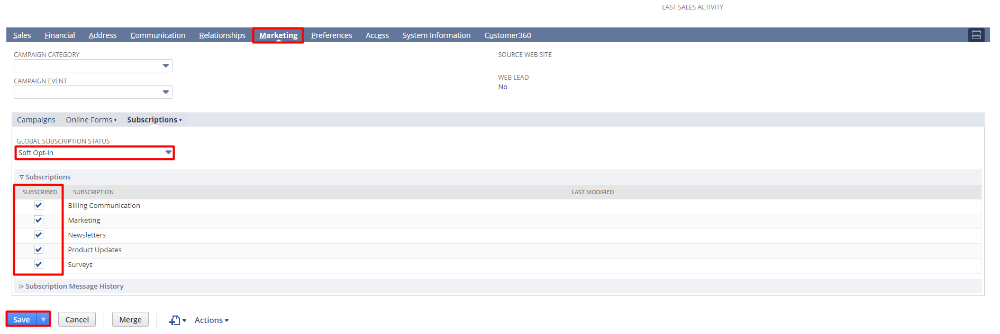 LAST SALES ACTIVITY
Sales Financial Address Communication Relationships Marketing Preferences Access System Information Customer360
CAMPAIGN CATEGORY
SOURCE WEB SITE
CAMPAIGN EVENT
WEB LEAD
No
Campaigns Online Forms • Subscriptions •
GLOBAL SUBSCRIPTION STATUS
Soft Opt-In
Subscriptions
SUBSCRIBED SUBSCRIPTION LAST MODIFIED
Billing Communication
Marketing
Newsletters
Product Updates
Surveys
Subscription Message History
Save Cancel Merge Actions